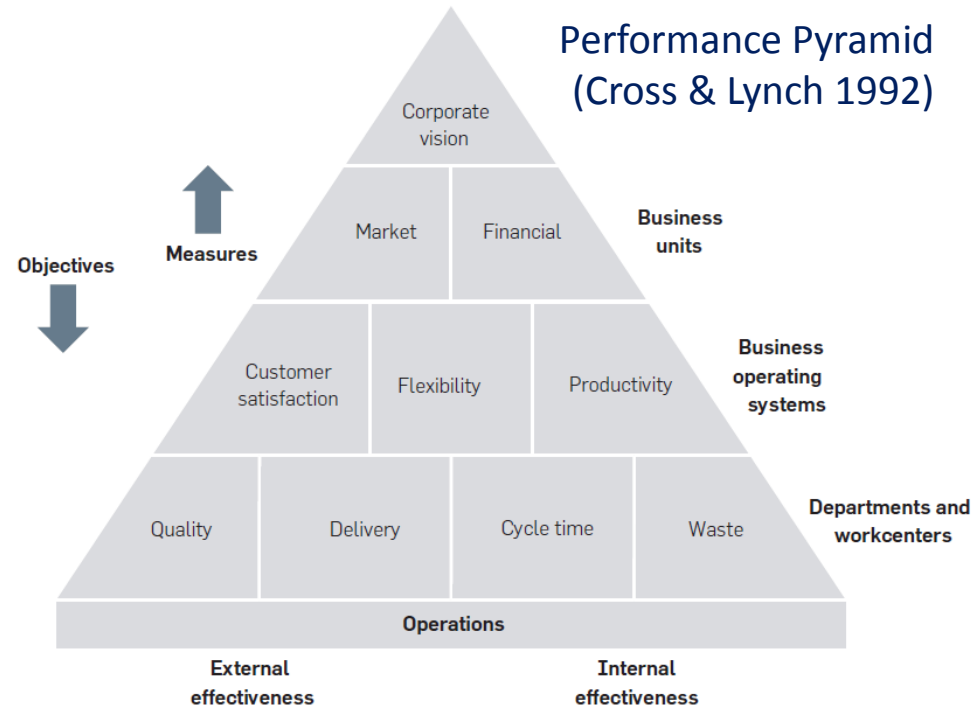 Performance Pyramid
(Cross & Lynch 1992)
Corporate
vision
Objectives
Measures
Market
Financial
Business
units
Customer
satisfaction
Flexibility
Productivity
Business
operating
systems
Quality
Delivery
Cycle time
Waste
Departments and
workcenters
Operations
External
effectiveness
Internal
effectiveness